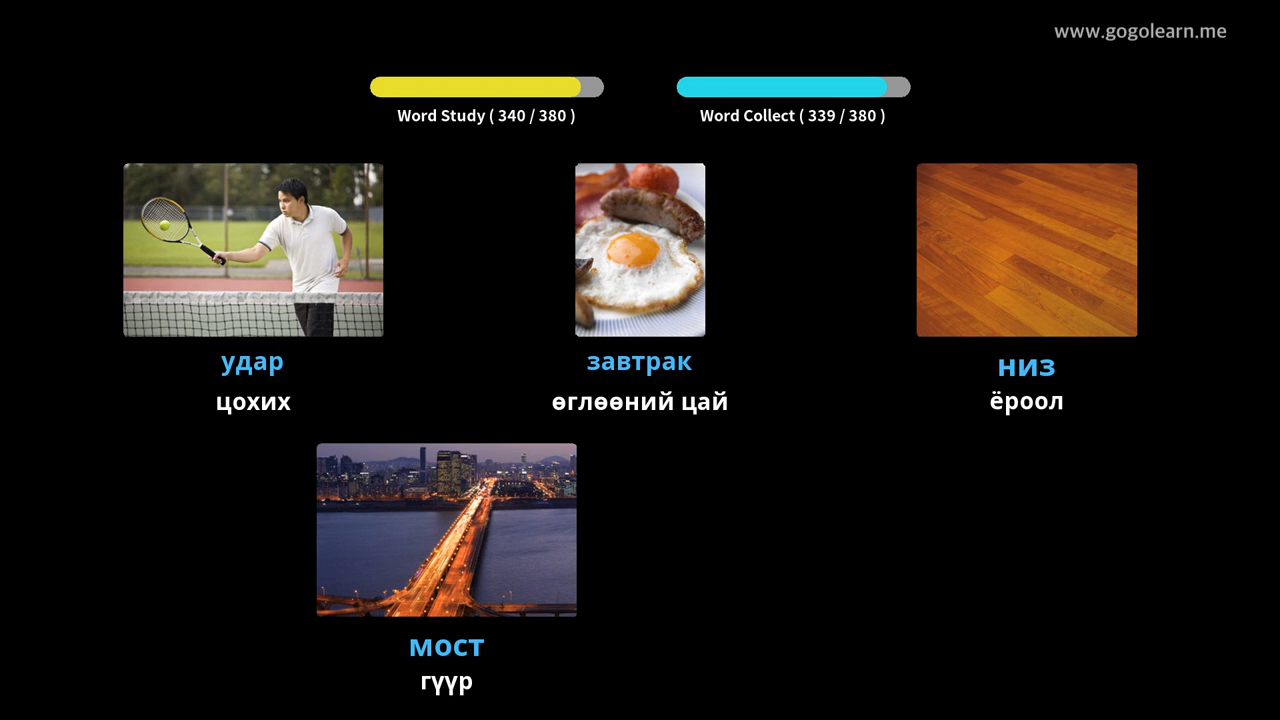 www.gogolearn.me
Word Study ( 340 / 380 )
Word Collect ( 339 / 380 )
удар
завтрак
низ
цохих
өглөөний цай
ёроол
мост
гүүр